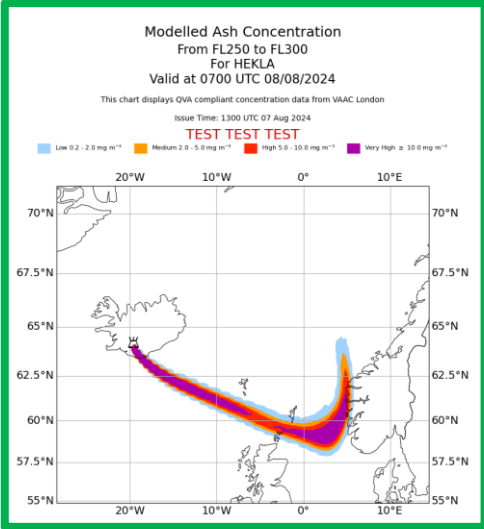 Modelled Ash Concentration
From FL250 to FL300
For HEKLA
Valid at 0700 UTC 08/08/2024
This chart displays QVA compliant concentration data from VAAC London
Issue Time: 1300 UTC 07 Aug 2024
TEST TEST TEST
Low 0.2 - 2.0 mg m⁻³ Medium 2.0 - 5.0 mg m⁻³ High 5.0 - 10.0 mg m⁻³ Very High ≥ 10.0 mg m⁻³
20°W 10°W 0° 10°E
70°N 70°N
67.5°N 67.5°N
65°N 65°N
62.5°N 62.5°N
60°N 60°N
57.5°N 57.5°N
55°N 55°N
20°W 10°W 0° 10°E